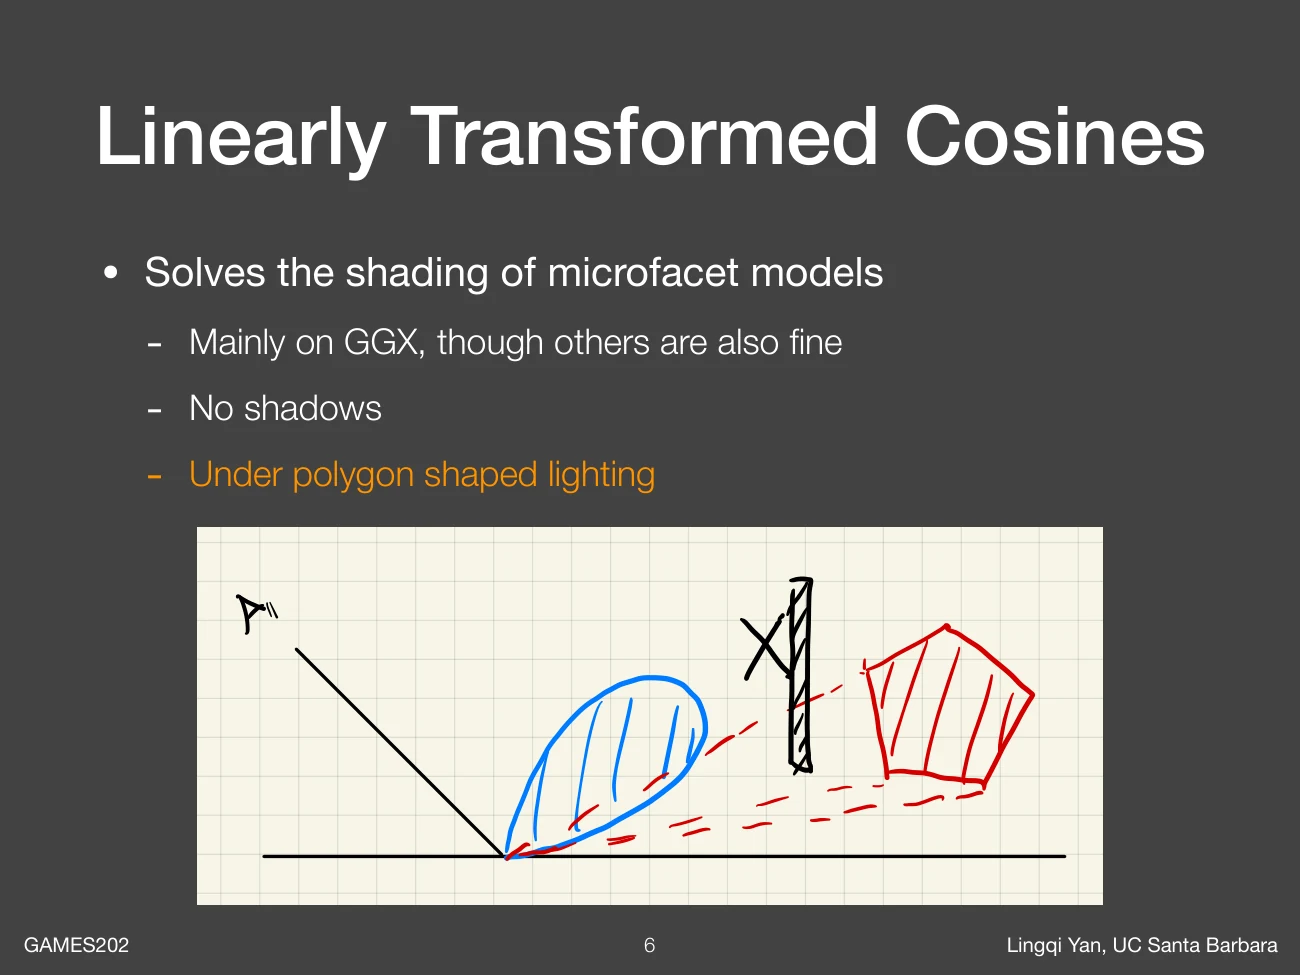 Linearly Transformed Cosines
• Solves the shading of microfacet models
- Mainly on GGX, though others are also fine
- No shadows
- Under polygon shaped lighting
GAMES202
6
Lingqi Yan, UC Santa Barbara